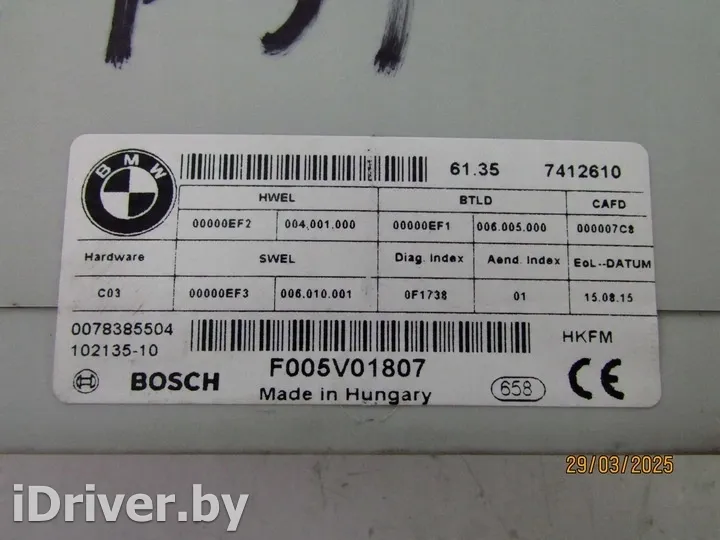 BMW
61.35 7412610
HWEL BTLD CAFD
00000EF2 004.001.000 00000EF1 006.005.000 000007C8
Hardware SWEL Diag. Index Aend. Index EoL--DATUM
C03 00000EF3 006.010.001 0F1738 01 15.08.15
0078385504
102135-10
HKFM
F005V01807
BOSCH
Made in Hungary
658
CE
29/03/2025
iDriver.by